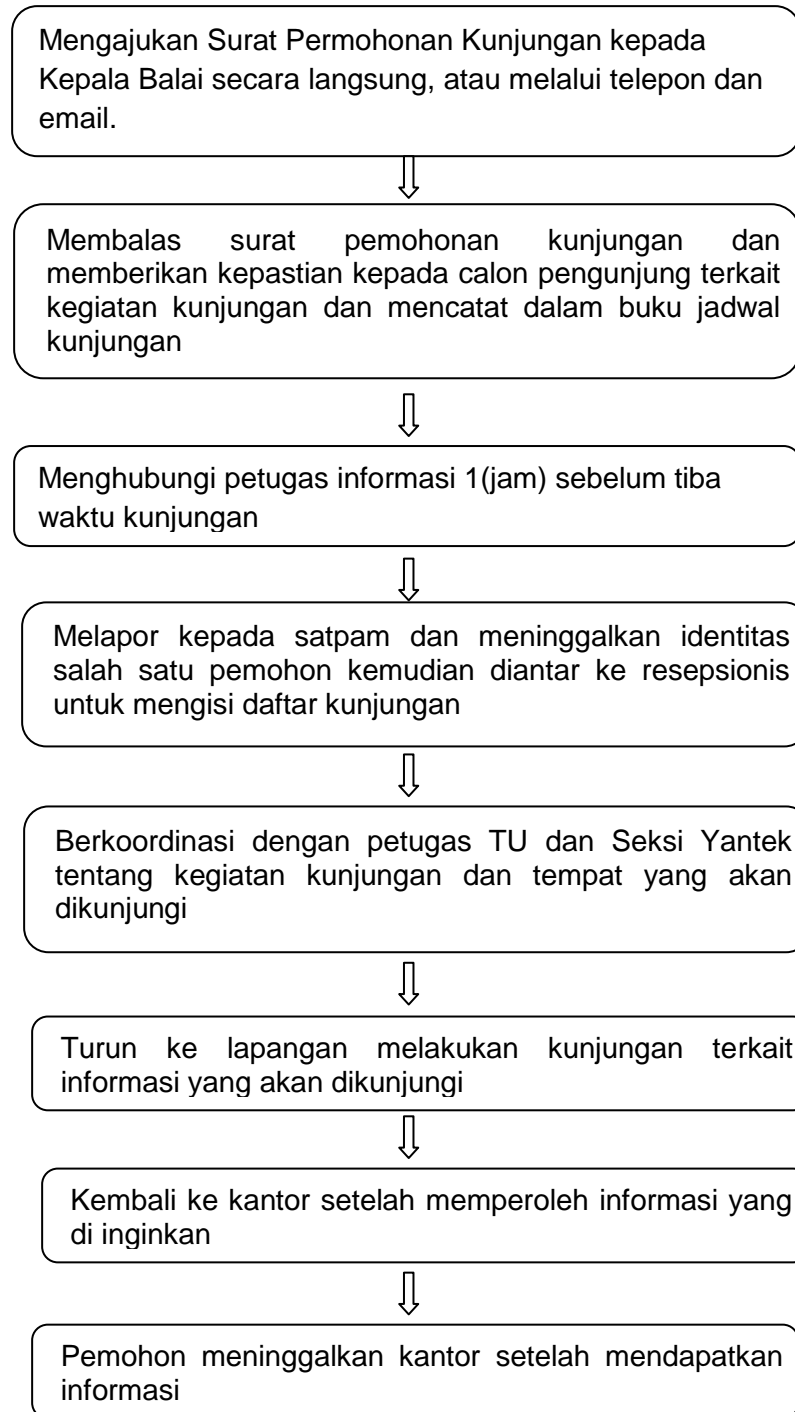 Mengajukan Surat Permohonan Kunjungan kepada
Kepala Balai secara langsung, atau melalui telepon dan
email.
Membalas surat pemohonan kunjungan dan
memberikan kepastian kepada calon pengunjung terkait
kegiatan kunjungan dan mencatat dalam buku jadwal
kunjungan
Menghubungi petugas informasi 1(jam) sebelum tiba
waktu kunjungan
Melapor kepada satpam dan meninggalkan identitas
salah satu pemohon kemudian diantar ke resepsionis
untuk mengisi daftar kunjungan
Berkoordinasi dengan petugas TU dan Seksi Yantek
tentang kegiatan kunjungan dan tempat yang akan
dikunjungi
Turun ke lapangan melakukan kunjungan terkait
informasi yang akan dikunjungi
Kembali ke kantor setelah memperoleh informasi yang
di inginkan
Pemohon meninggalkan kantor setelah mendapatkan
informasi